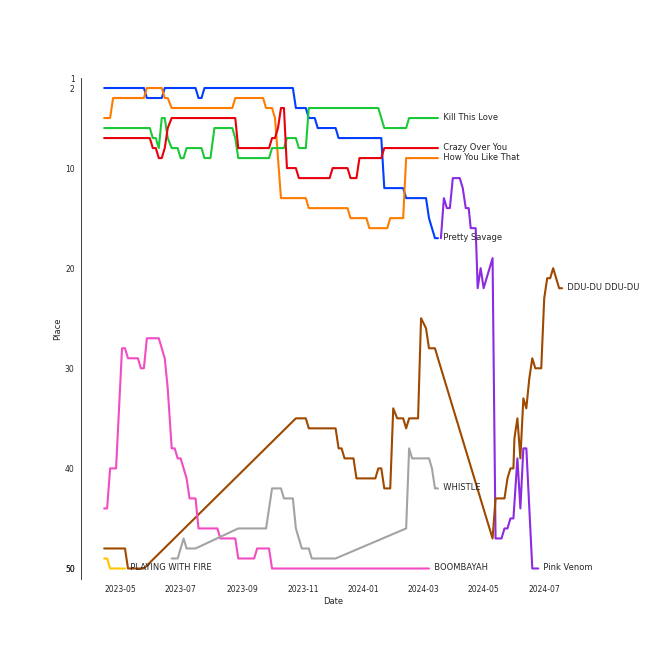 1
2
Kill This Love
Crazy Over You
How You Like That
10
Pretty Savage
20
DDU-DU DDU-DU
Place
30
40
WHISTLE
50
PLAYING WITH FIRE
BOOMBAYAH
Pink Venom
2023-05
2023-07
2023-09
2023-11
2024-01
2024-03
2024-05
2024-07
Date